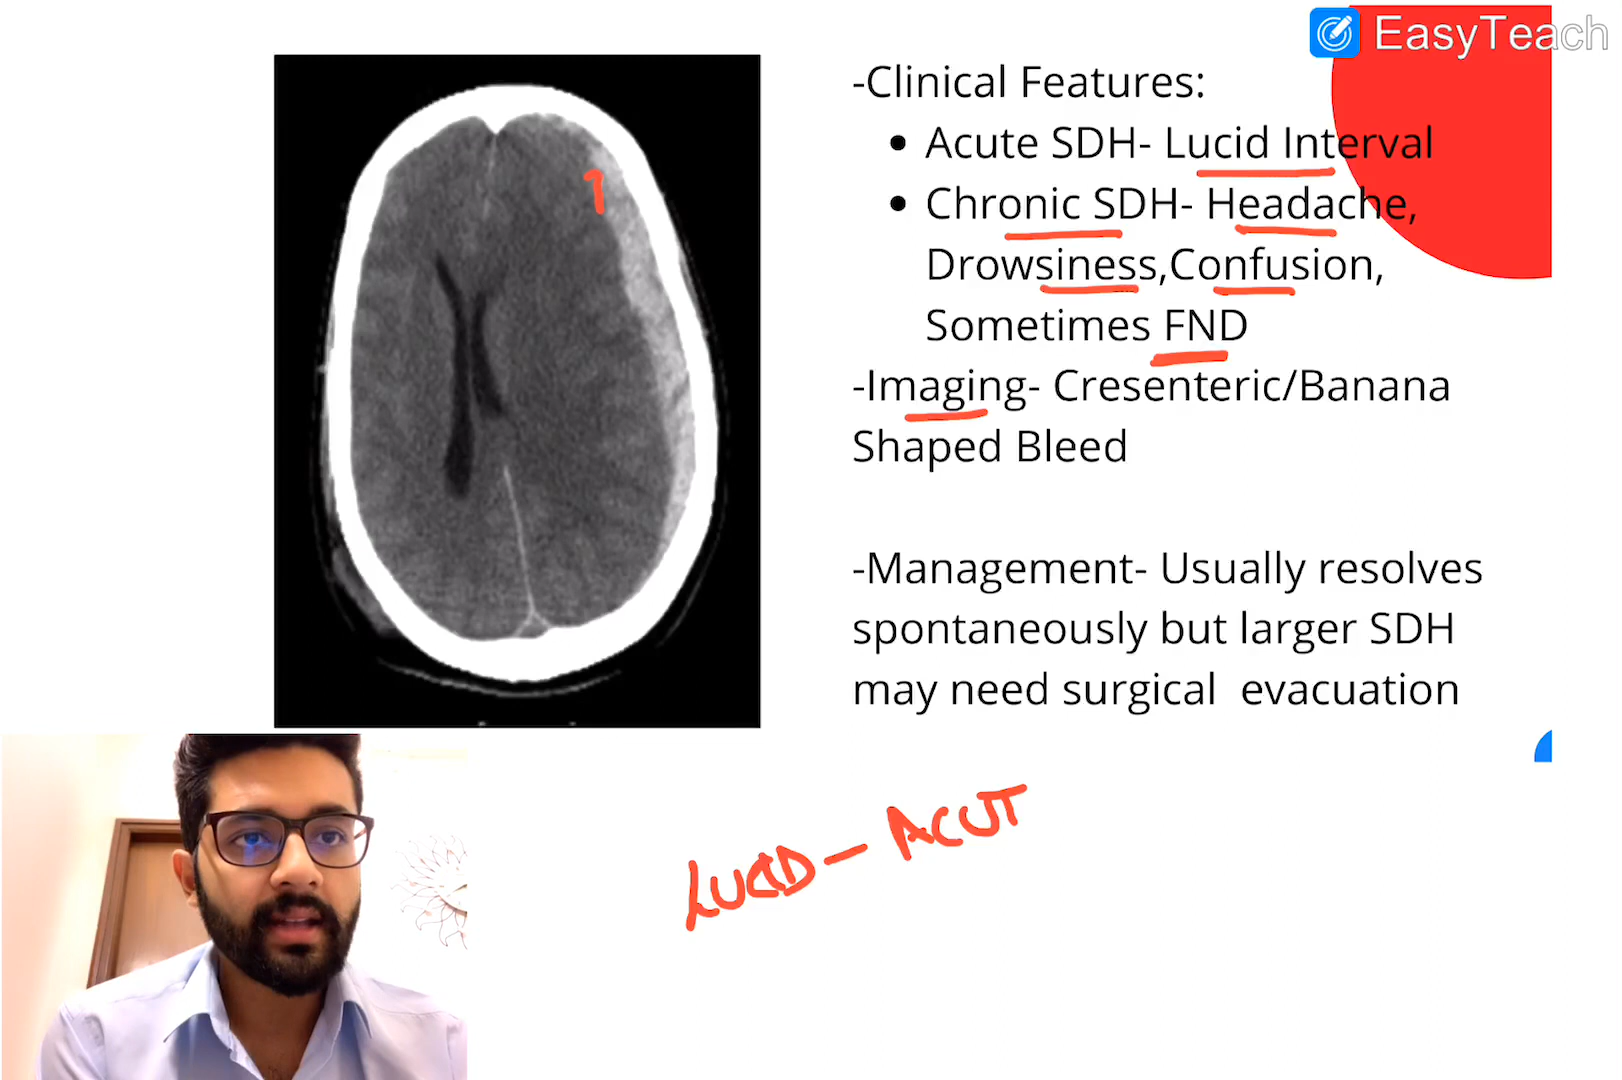 EasyTeach
-Clinical Features:
• Acute SDH- Lucid Interval
• Chronic SDH- Headache,
Drowsiness,Confusion,
Sometimes FND
-Imaging- Cresenteric/Banana
Shaped Bleed
-Management- Usually resolves
spontaneously but larger SDH
may need surgical evacuation
LUCID - ACUT